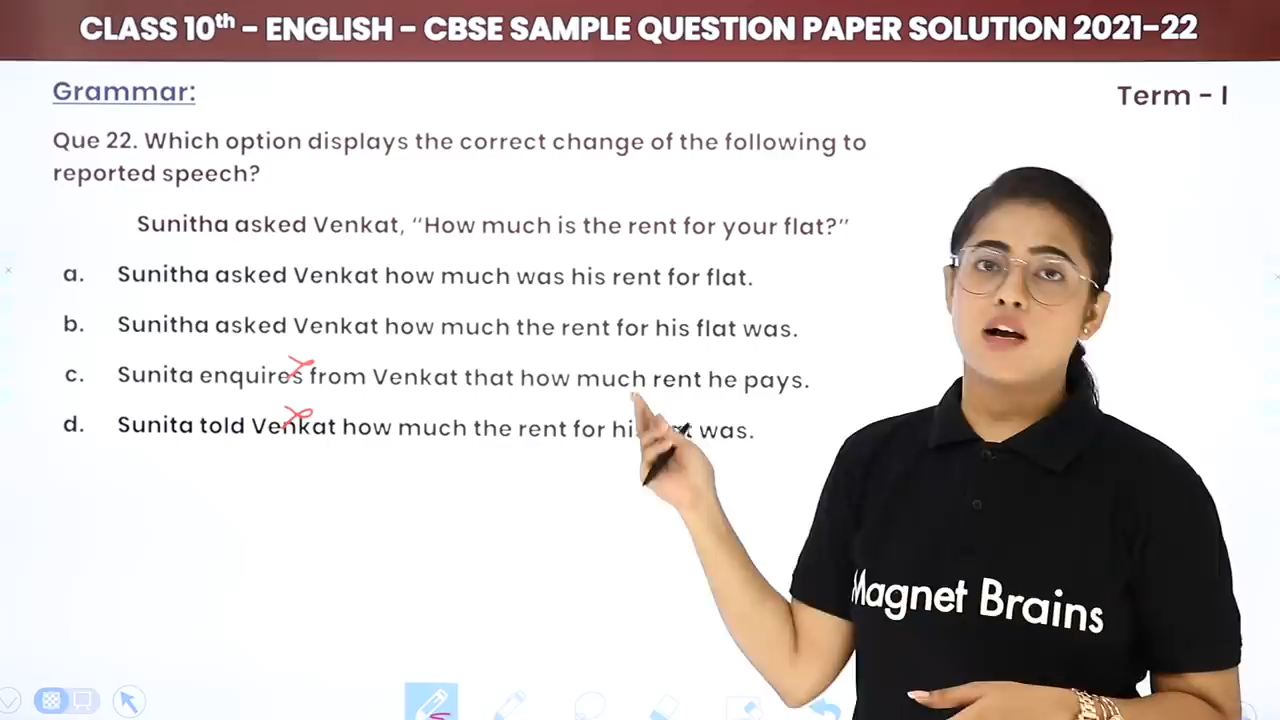 CLASS 10th - ENGLISH - CBSE SAMPLE QUESTION PAPER SOLUTION 2021-22
Grammar:
Term - I
Que 22. Which option displays the correct change of the following to
reported speech?
Sunitha asked Venkat, “How much is the rent for your flat?”
a. Sunitha asked Venkat how much was his rent for flat.
b. Sunitha asked Venkat how much the rent for his flat was.
c. Sunita enquires from Venkat that how much rent he pays.
d. Sunita told Venkat how much the rent for was.
Magnet Brains